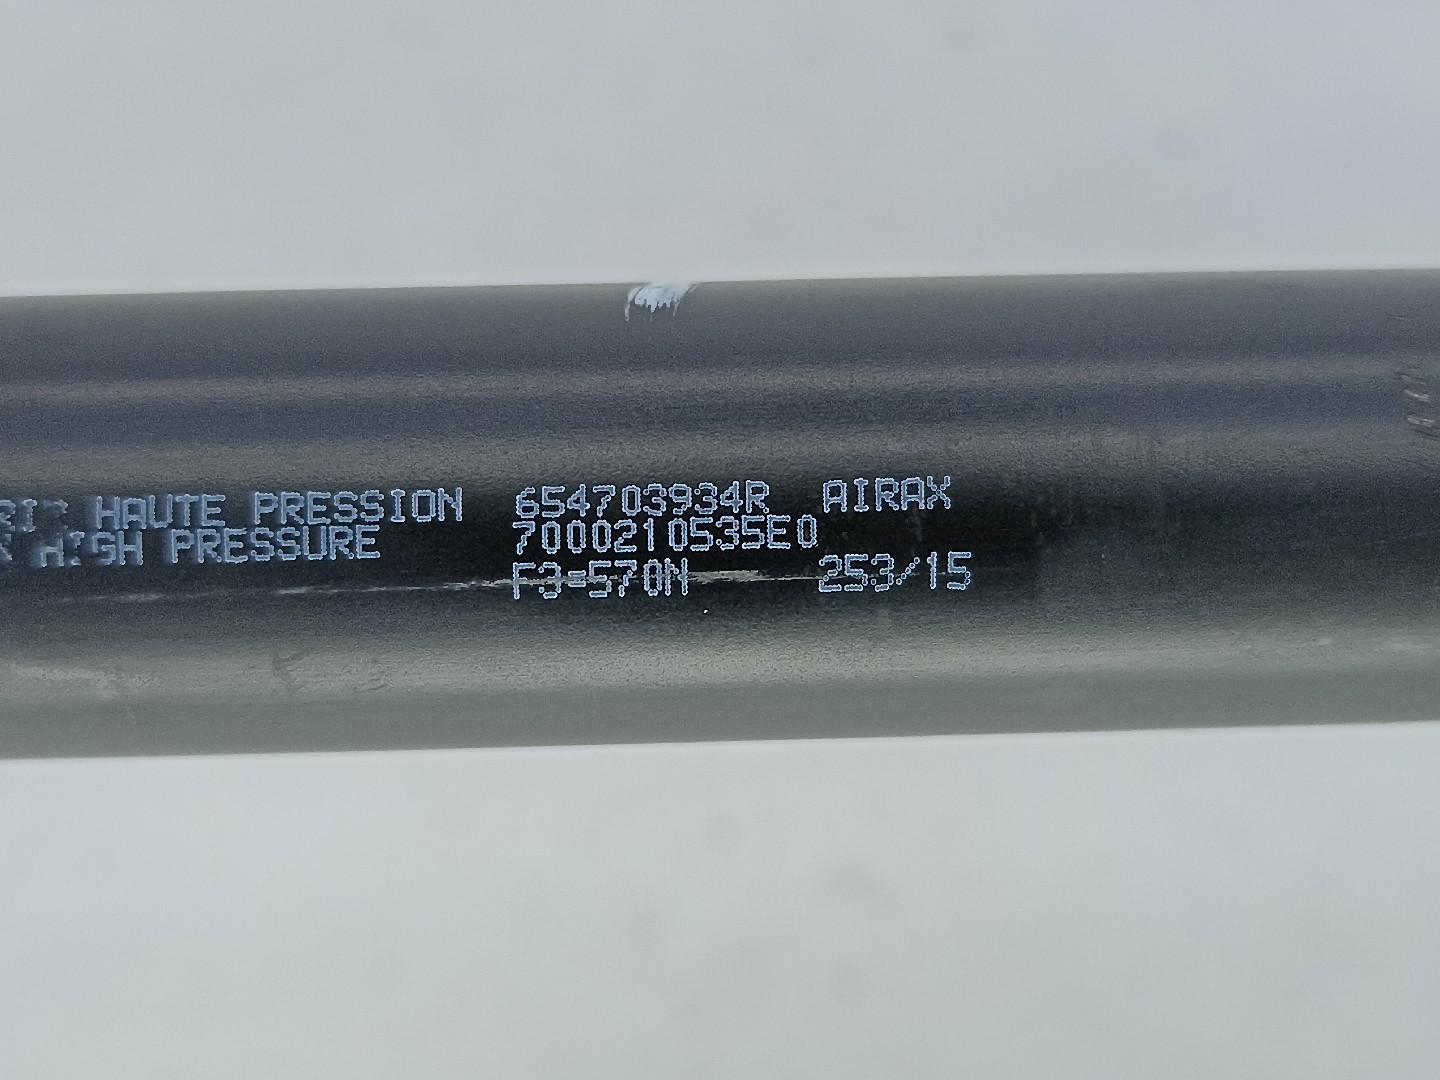 HAUTE PRESSION 654703934R AIRAX
HIGH PRESSURE 7000210535E0
F3=570N 253/15